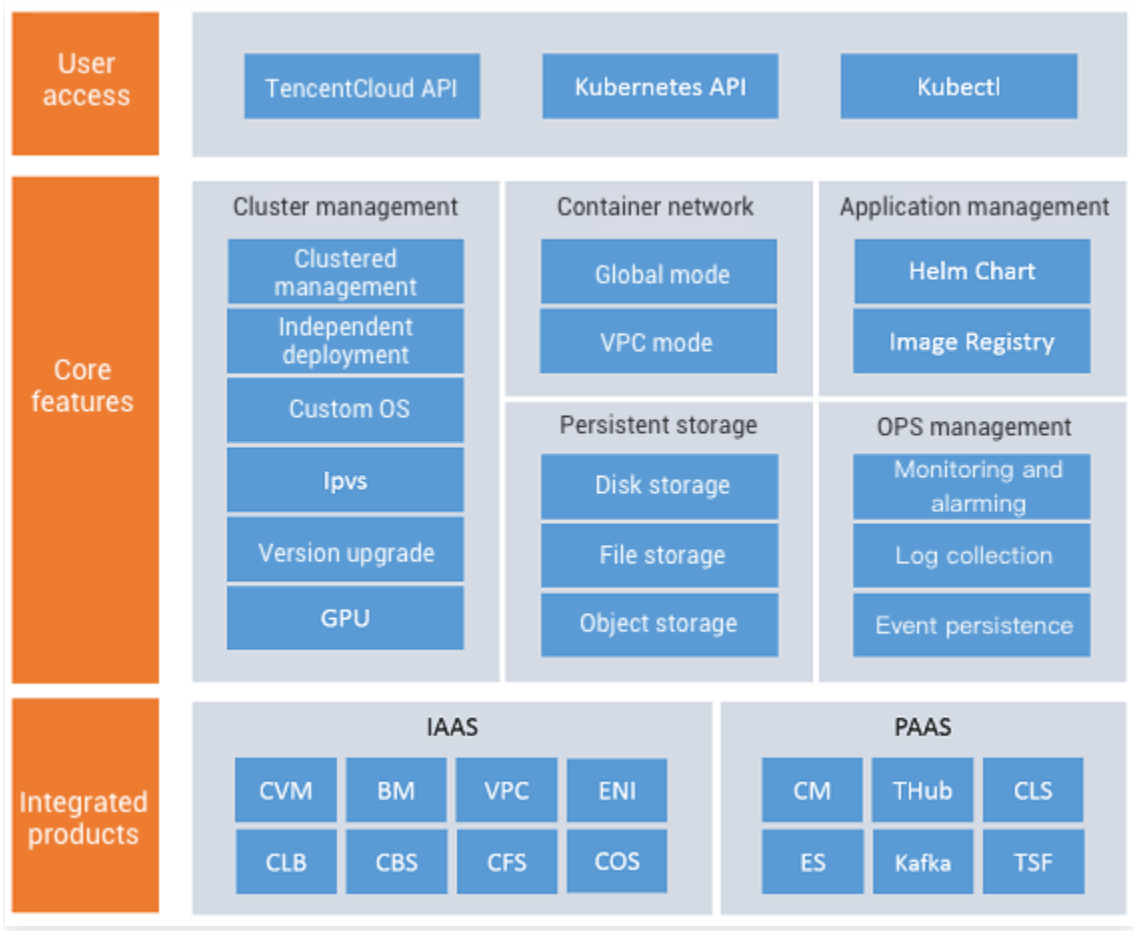 User
access
TencentCloud API
Kubernetes API
Kubectl
Core
features
Cluster management
Clustered
management
Independent
deployment
Custom OS
Ipvs
Version upgrade
GPU
Container network
Global mode
VPC mode
Application management
Helm Chart
Image Registry
Persistent storage
Disk storage
File storage
Object storage
OPS management
Monitoring and
alarming
Log collection
Event persistence
Integrated
products
IAAS
CVM
BM
VPC
ENI
CLB
CBS
CFS
COS
PAAS
CM
THub
CLS
ES
Kafka
TSF